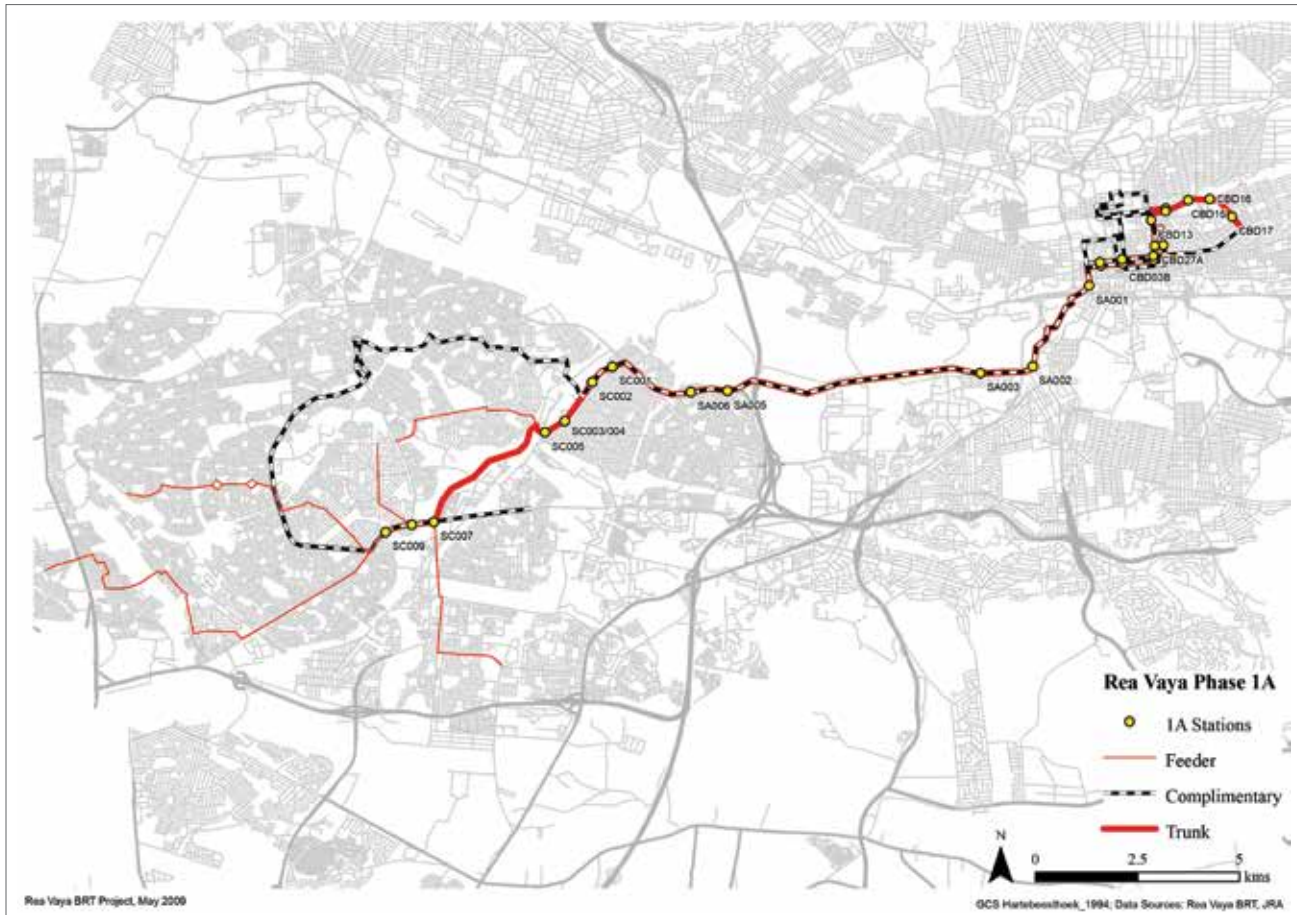 CBD16
CBD15
CBD13
CBD17
CBD27A
CBD03B
SA001
SC001
SA003
SA002
SC002
SA006
SA005
SC003/004
SC005
SC009
SC007
Rea Vaya Phase 1A
1A Stations
Feeder
Complimentary
Trunk
N
0 2.5 5
kms
Rea Vaya BRT Project, May 2009
GCS Hartebeesthoek_1994; Data Sources: Rea Vaya BRT, JRA